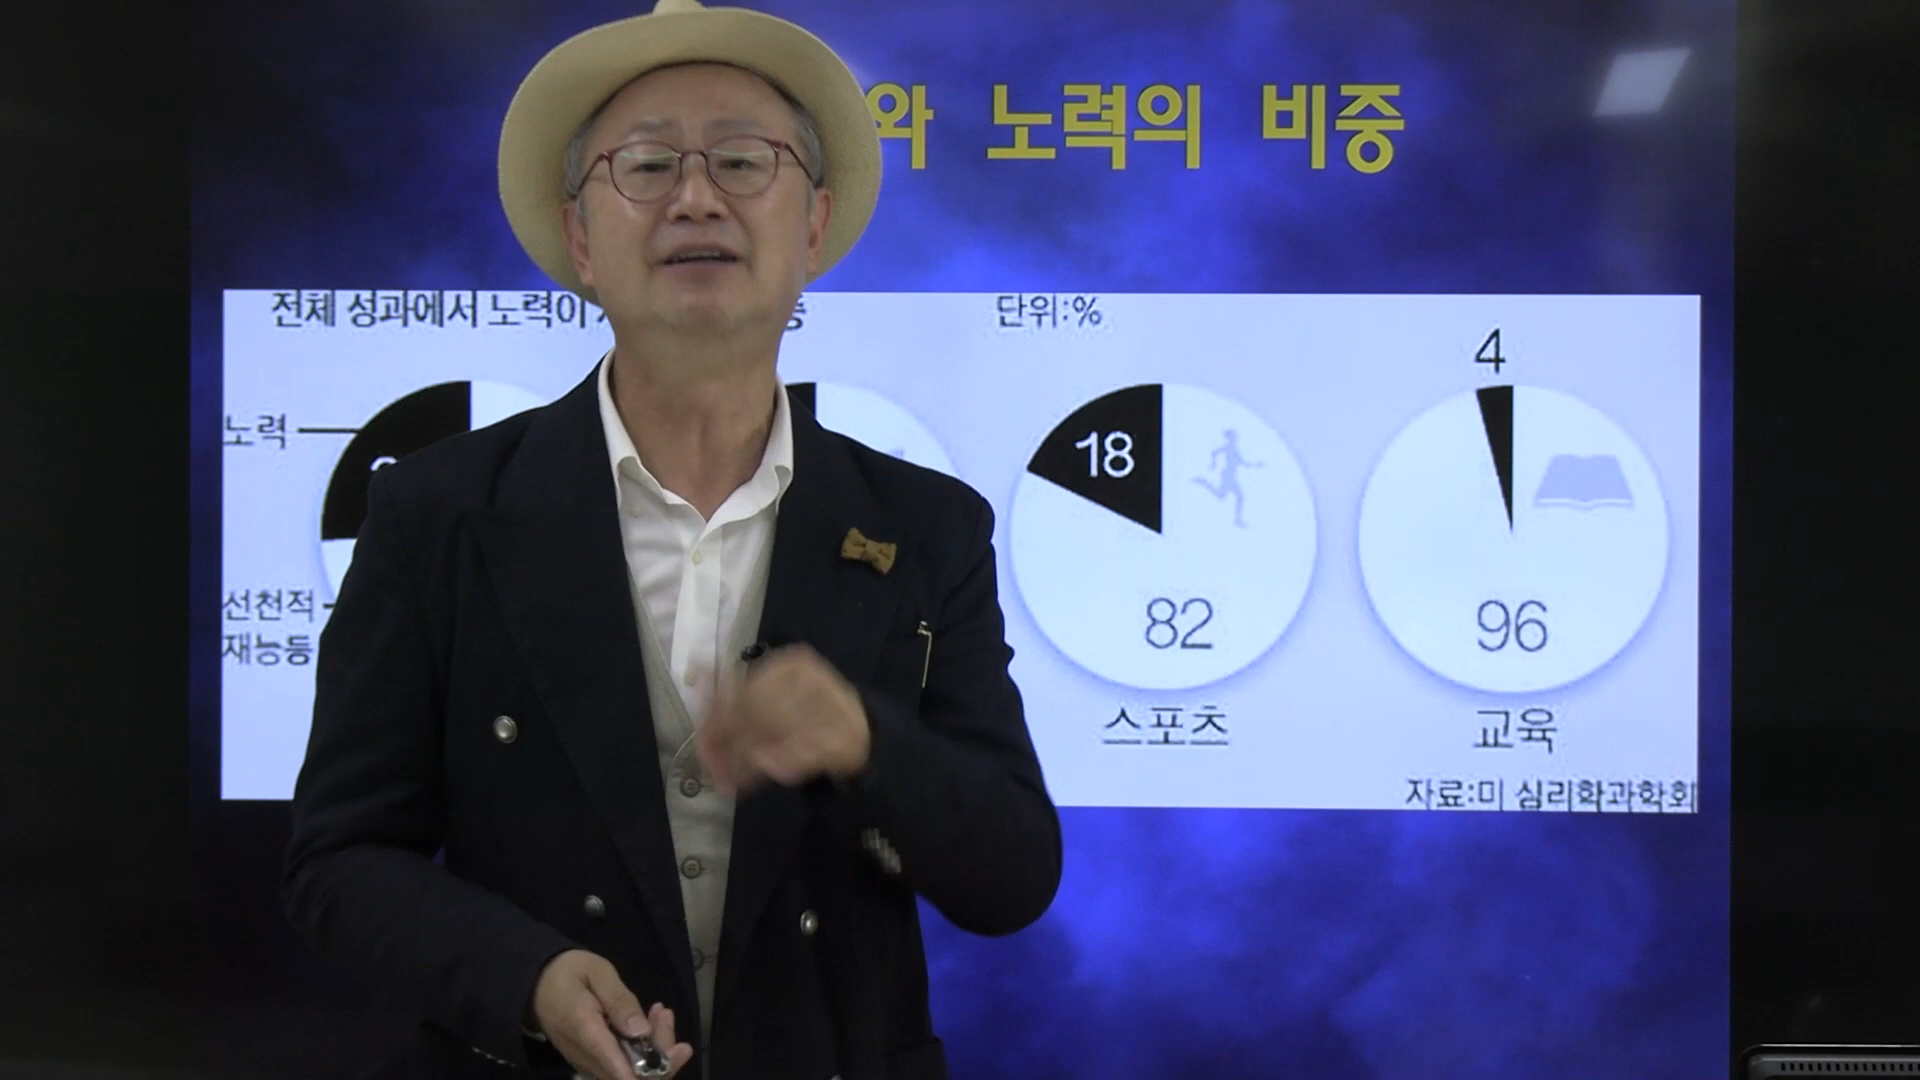 와 노력의 비중
전체 성과에서 노력이
단위:%
노력
선천적
재능등
18
82
스포츠
4
96
교육
자료:미 심리학과학회